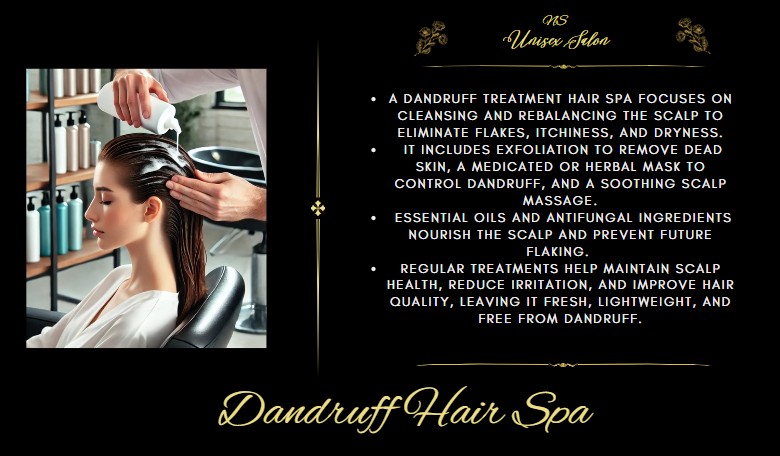 NS
Unisex Salon
• A DANDRUFF TREATMENT HAIR SPA FOCUSES ON
CLEANSING AND REBALANCING THE SCALP TO
ELIMINATE FLAKES, ITCHINESS, AND DRYNESS.
• IT INCLUDES EXFOLIATION TO REMOVE DEAD
SKIN, A MEDICATED OR HERBAL MASK TO
CONTROL DANDRUFF, AND A SOOTHING SCALP
MASSAGE.
• ESSENTIAL OILS AND ANTIFUNGAL INGREDIENTS
NOURISH THE SCALP AND PREVENT FUTURE
FLAKING.
• REGULAR TREATMENTS HELP MAINTAIN SCALP
HEALTH, REDUCE IRRITATION, AND IMPROVE HAIR
QUALITY, LEAVING IT FRESH, LIGHTWEIGHT, AND
FREE FROM DANDRUFF.
Dandruff Hair Spa